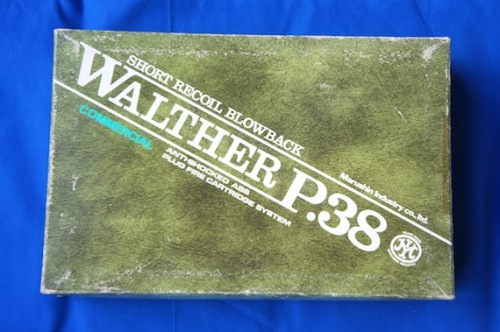 SHORT RECOIL BLOWBACK
WALTHER P.38
COMMERCIAL
ANTI-SHOCKED ABS
PLUG FIRE CARTRIDGE SYSTEM
Marushin Industry co., ltd.